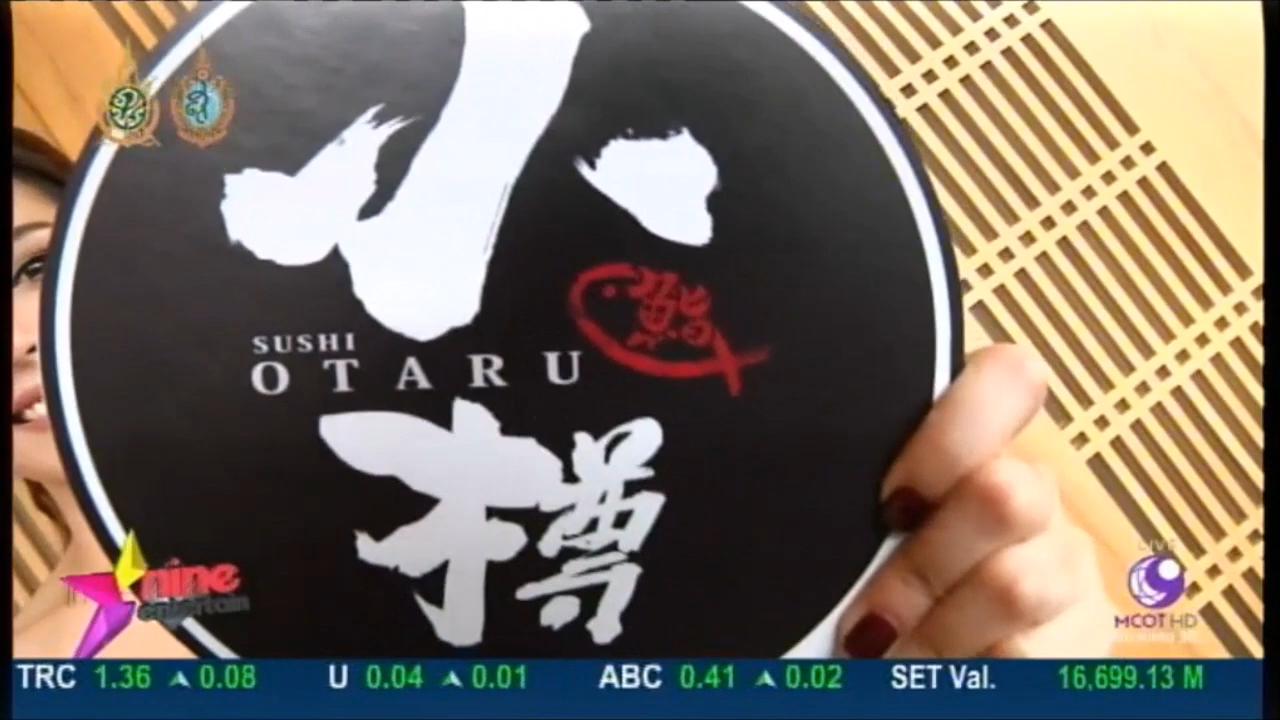 小
鮨
SUSHI
OTARU
樽
nine
entertain
LIVE
MCOT HD
TRC 1.36 ▲ 0.08 U 0.04 ▲ 0.01 ABC 0.41 ▲ 0.02 SET Val. 16,699.13 M